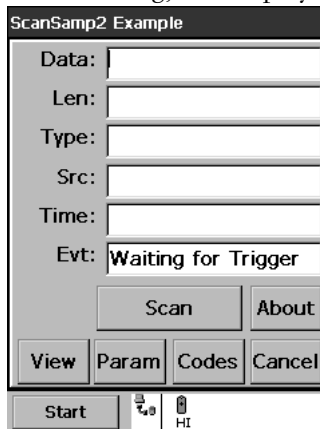 ScanSamp2 Example
Data:
Len:
Type:
Src:
Time:
Evt: Waiting for Trigger
Scan About
View Param Codes Cancel
Start HI